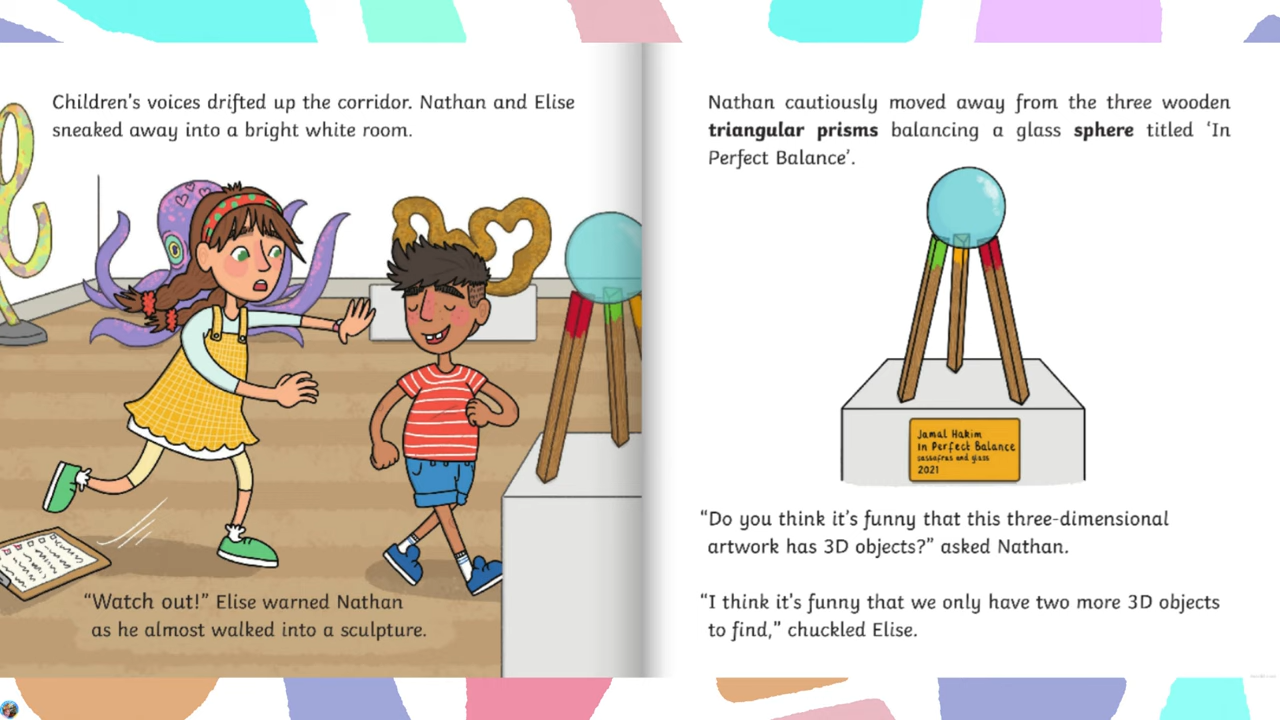 Children's voices drifted up the corridor. Nathan and Elise
sneaked away into a bright white room.
"Watch out!" Elise warned Nathan
as he almost walked into a sculpture.
Nathan cautiously moved away from the three wooden
triangular prisms balancing a glass sphere titled 'In
Perfect Balance'.
Jamal Hakim
In Perfect Balance
sassafras and glass
2021
"Do you think it's funny that this three-dimensional
artwork has 3D objects?" asked Nathan.
"I think it's funny that we only have two more 3D objects
to find," chuckled Elise.